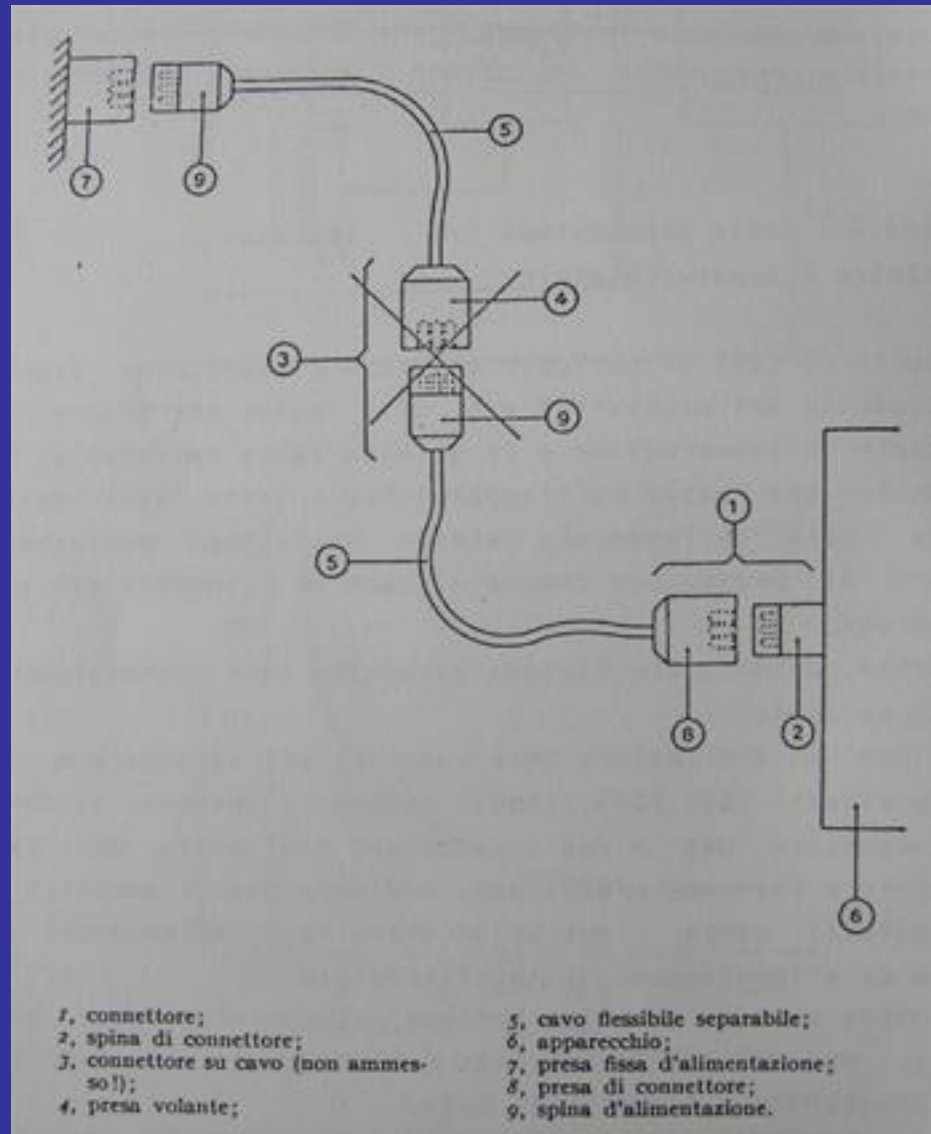 7
9
5
4
3
9
1
5
8
2
6
1, connettore;
2, spina di connettore;
3, connettore su cavo (non ammes-
so!);
4, presa volante;
5, cavo flessibile separabile;
6, apparecchio;
7, presa fissa d'alimentazione;
8, presa di connettore;
9, spina d'alimentazione.